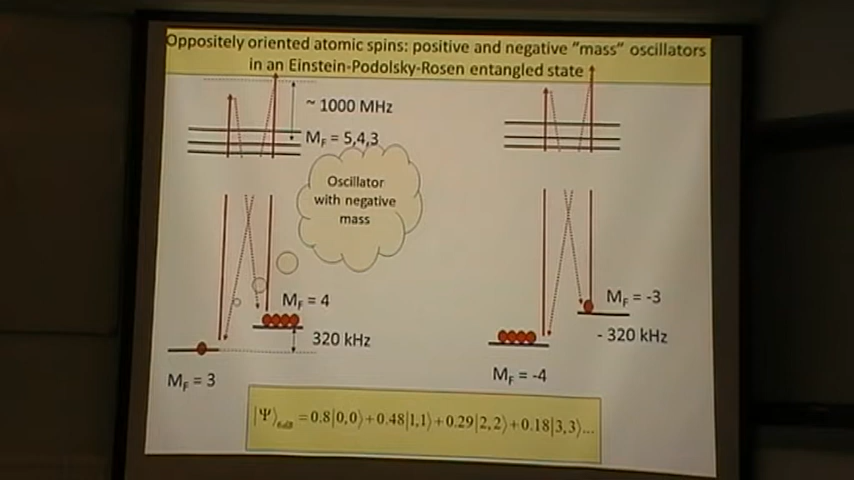 Oppositely oriented atomic spins: positive and negative "mass" oscillators
in an Einstein-Podolsky-Rosen entangled state
~ 1000 MHz
M_F = 5,4,3
Oscillator
with negative
mass
M_F = 4
320 kHz
M_F = 3
M_F = -3
- 320 kHz
M_F = -4
|Ψ⟩_6dB = 0.8|0,0⟩+0.48|1,1⟩+0.29|2,2⟩+0.18|3,3⟩...